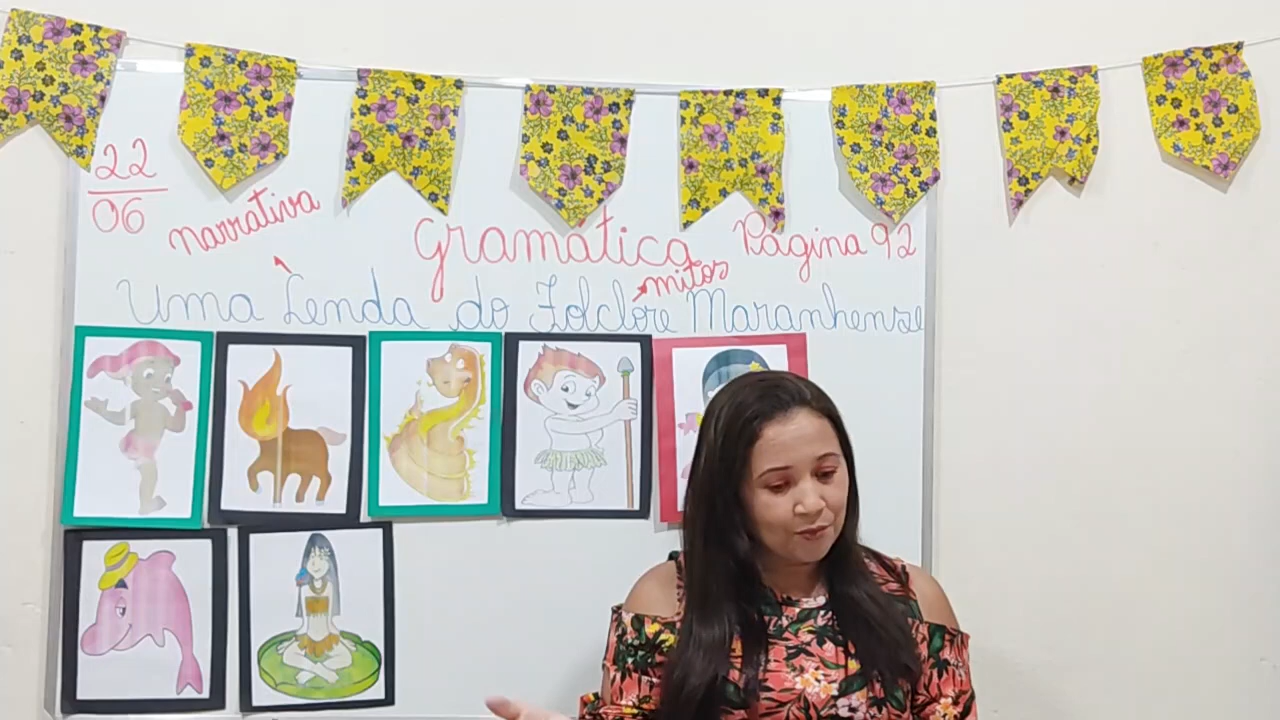 22
06
narrativa
Gramática
Página 92
mitos
Uma Lenda do Folclore Maranhense